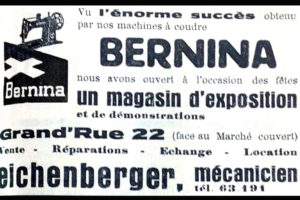 Vu l'énorme succès obtenu
par nos machines à coudre
BERNINA
Bernina
nous avons ouvert à l'occasion des fêtes
un magasin d'exposition
et de démonstrations
Grand'Rue 22 (face au Marché couvert)
Vente - Réparations - Echange - Location
eichenberger, mécanicien
tél. 63.191